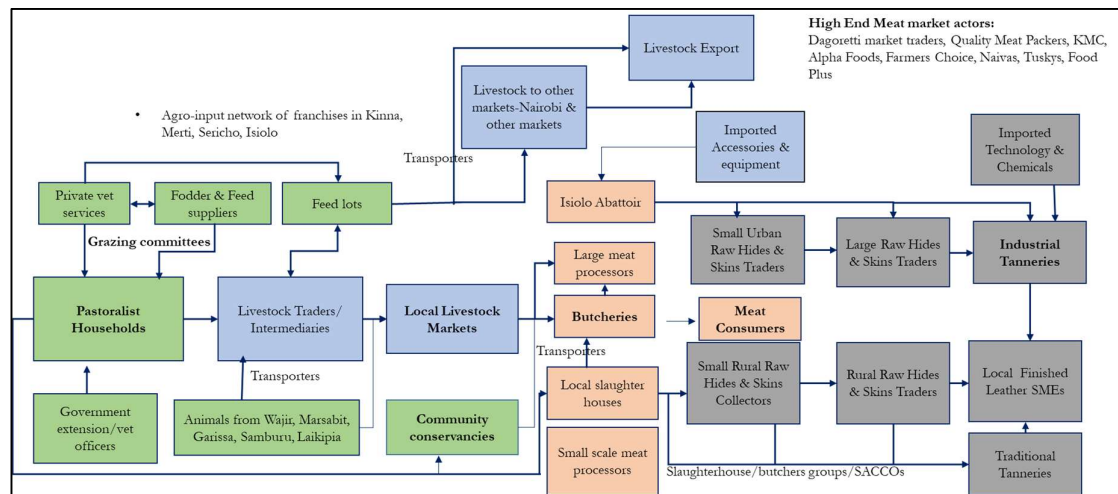 High End Meat market actors:
Dagoretti market traders, Quality Meat Packers, KMC,
Alpha Foods, Farmers Choice, Naivas, Tuskys, Food
Plus
Livestock Export
Livestock to other
markets-Nairobi &
other markets
• Agro-input network of franchises in Kinna,
Merti, Sericho, Isiolo
Imported
Accessories &
equipment
Imported
Technology &
Chemicals
Transporters
Private vet
services
Fodder & Feed
suppliers
Feed lots
Isiolo Abattoir
Grazing committees
Small Urban
Raw Hides &
Skins Traders
Large Raw Hides
& Skins Traders
Industrial
Tanneries
Large meat
processors
Pastoralist
Households
Livestock Traders/
Intermediaries
Local Livestock
Markets
Butcheries
Meat
Consumers
Transporters
Transporters
Small Rural Raw
Hides & Skins
Collectors
Rural Raw Hides
& Skins Traders
Local Finished
Leather SMEs
Local slaughter
houses
Government
extension/vet
officers
Animals from Wajir, Marsabit,
Garissa, Samburu, Laikipia
Community
conservancies
Small scale meat
processors
Slaughterhouse/butchers groups/SACCOs
Traditional
Tanneries